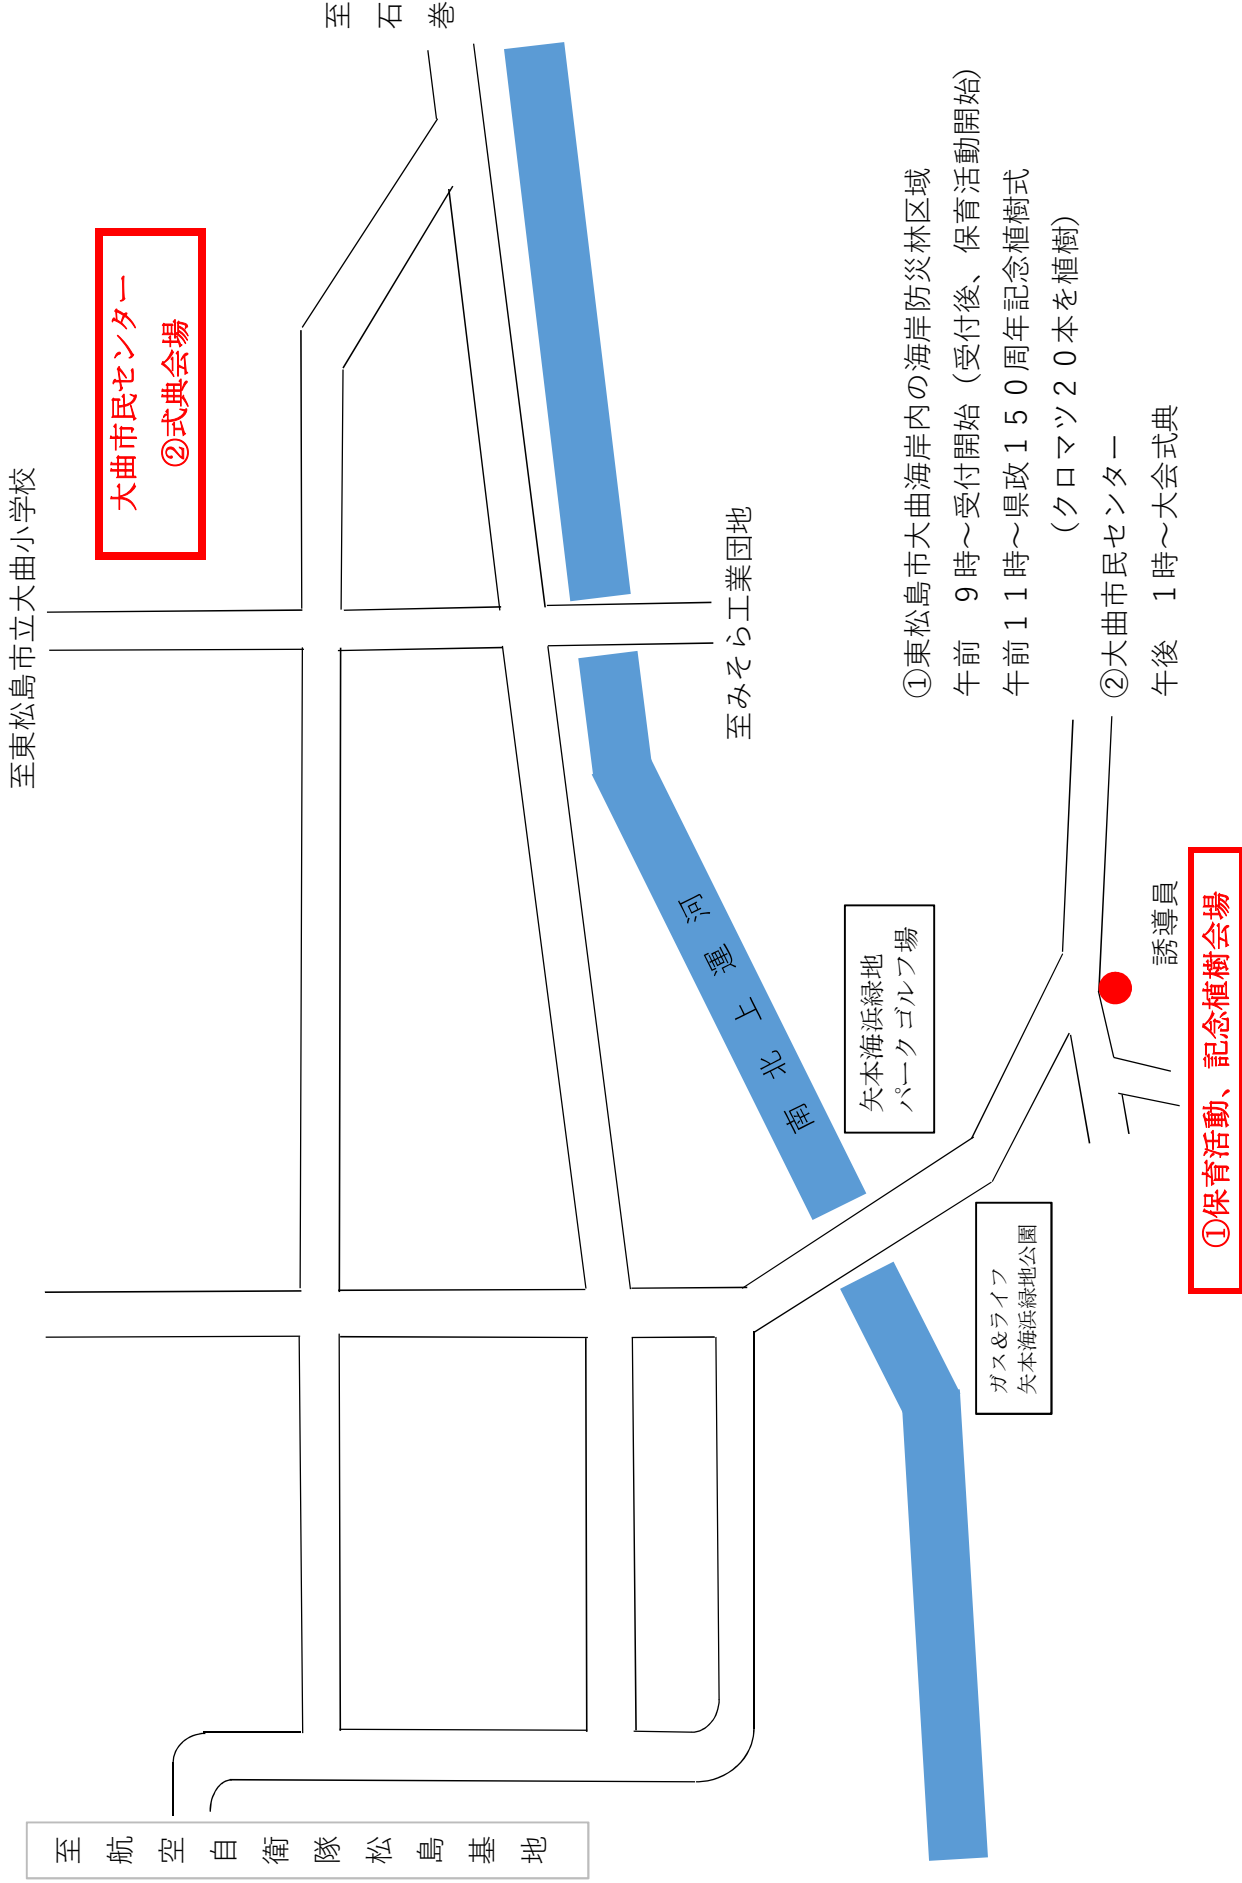 至石巻
大曲市民センター
②式典会場
至東松島市立大曲小学校
至みそら工業団地
①東松島市大曲海岸内の海岸防災林区域
午前　９時～受付開始（受付後、保育活動開始）
午前１１時～県政１５０周年記念植樹式
（クロマツ２０本を植樹）
②大曲市民センター
午後　１時～大会式典
南北上運河
矢本海浜緑地
パークゴルフ場
誘導員
①保育活動、記念植樹会場
ガス&ライフ
矢本海浜緑地公園
至航空自衛隊松島基地